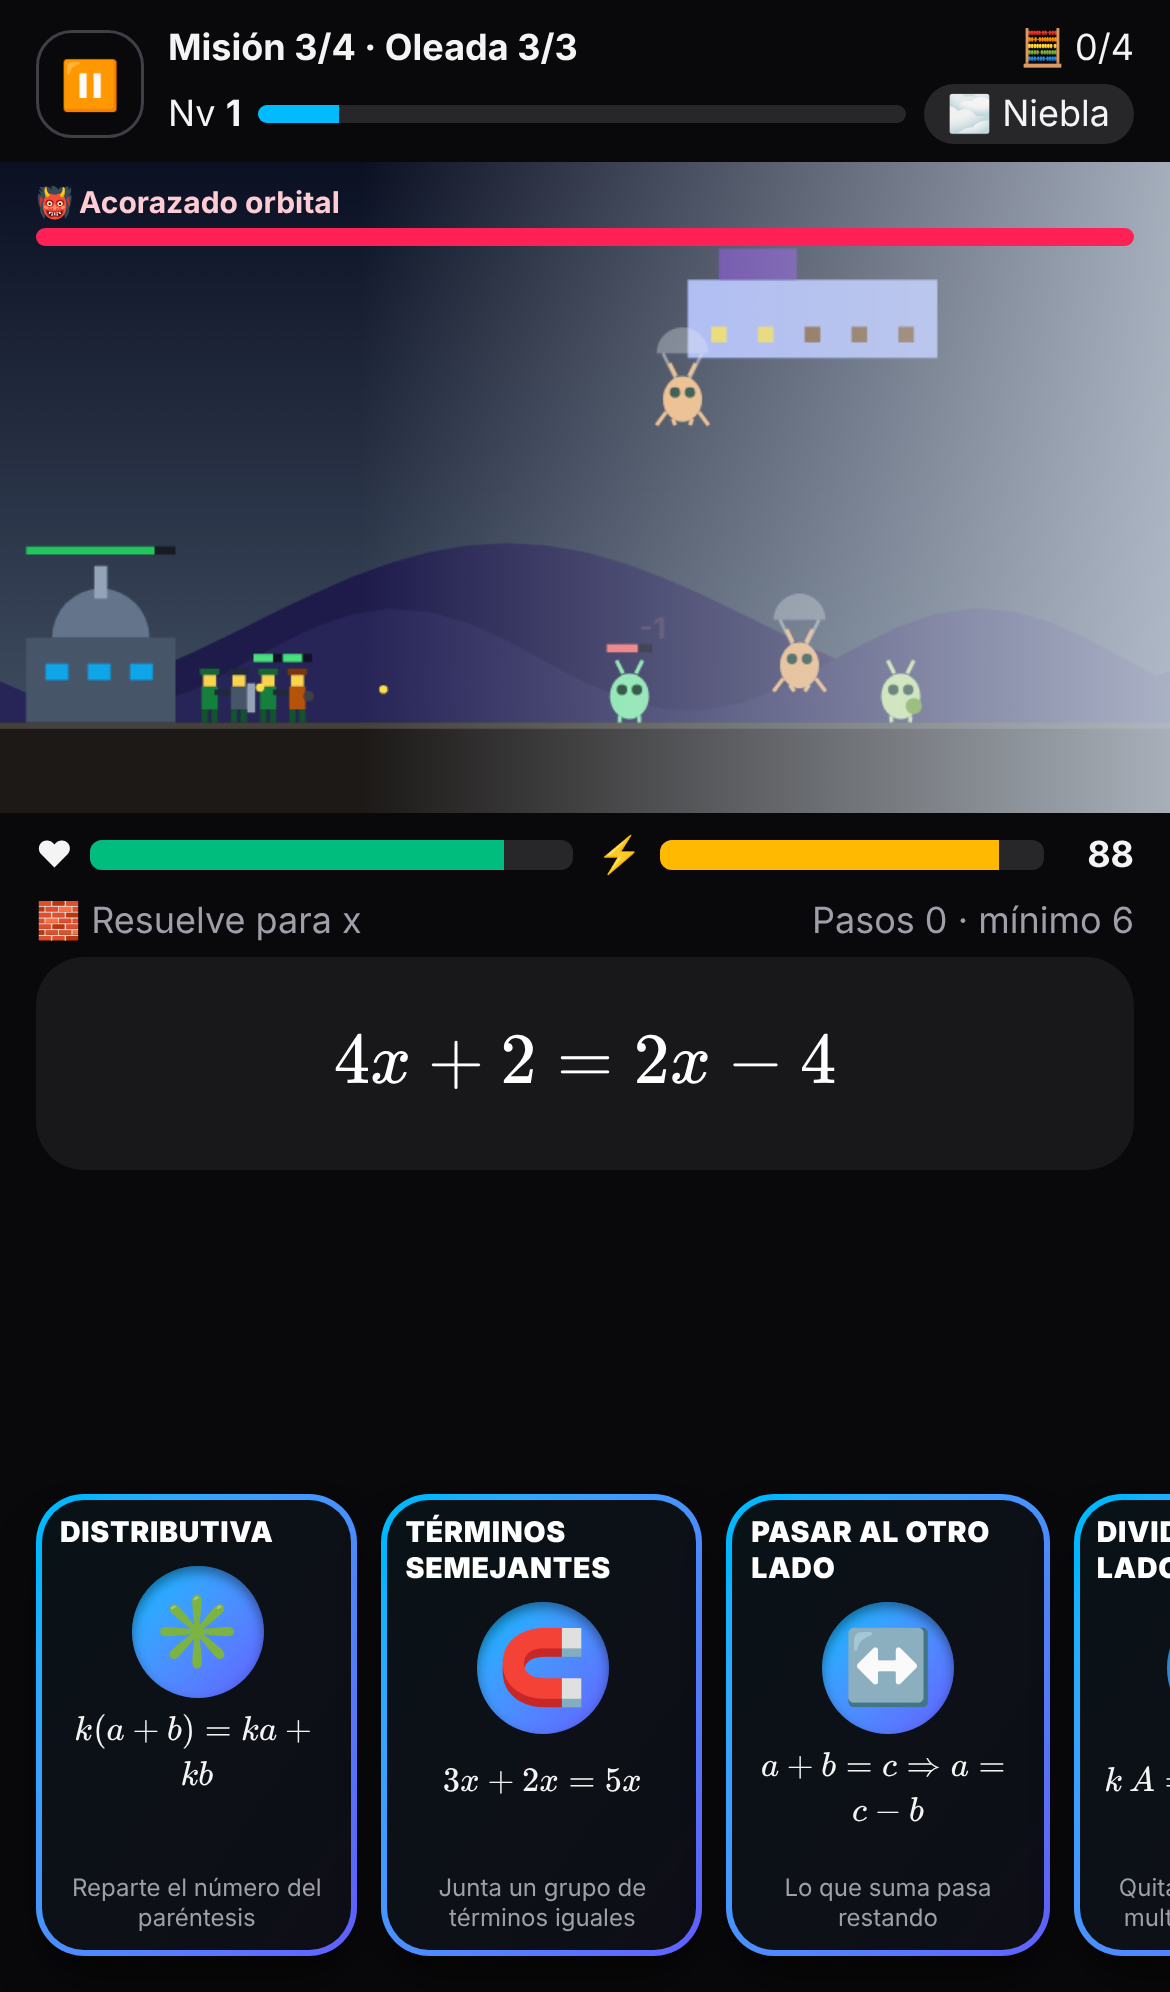 Misión 3/4 · Oleada 3/3
🧮 0/4
Nv 1
🌫️ Niebla
👹 Acorazado orbital
-1
88
🧱 Resuelve para x
Pasos 0 · mínimo 6
4x + 2 = 2x − 4
DISTRIBUTIVA
k(a + b) = ka +
kb
Reparte el número del
paréntesis
TÉRMINOS
SEMEJANTES
3x + 2x = 5x
Junta un grupo de
términos iguales
PASAR AL OTRO
LADO
a + b = c ⇒ a =
c − b
Lo que suma pasa
restando
k A